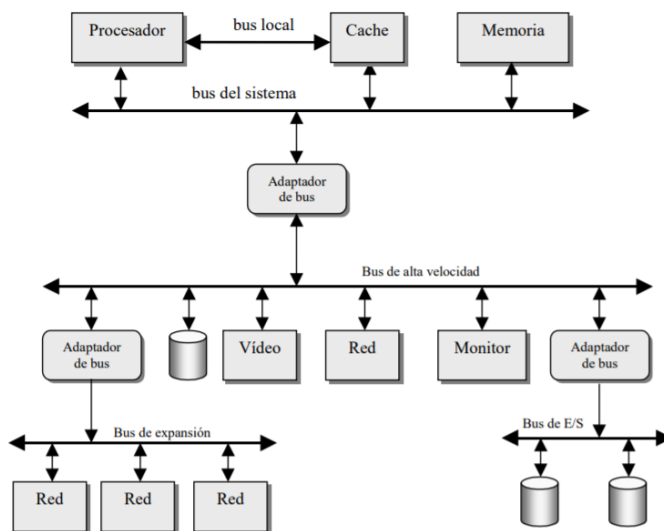 Procesador
bus local
Cache
Memoria
bus del sistema
Adaptador
de bus
Bus de alta velocidad
Adaptador
de bus
Vídeo
Red
Monitor
Adaptador
de bus
Bus de expansión
Bus de E/S
Red
Red
Red